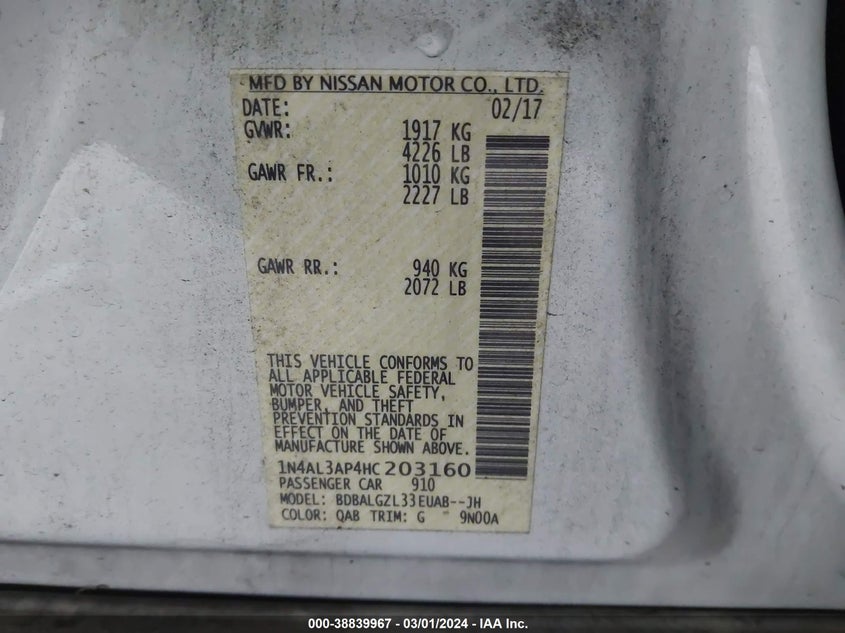 MFD BY NISSAN MOTOR CO., LTD.
DATE: 02/17
GVWR: 1917 KG
4226 LB
GAWR FR.: 1010 KG
2227 LB
GAWR RR.: 940 KG
2072 LB
THIS VEHICLE CONFORMS TO
ALL APPLICABLE FEDERAL
MOTOR VEHICLE SAFETY,
BUMPER, AND THEFT
PREVENTION STANDARDS IN
EFFECT ON THE DATE OF
MANUFACTURE SHOWN ABOVE.
1N4AL3AP4HC203160
PASSENGER CAR 910
MODEL: BDBALGZL33EUAB--JH
COLOR: QAB TRIM: G 9N00A
000-38839967 - 03/01/2024 - IAA Inc.